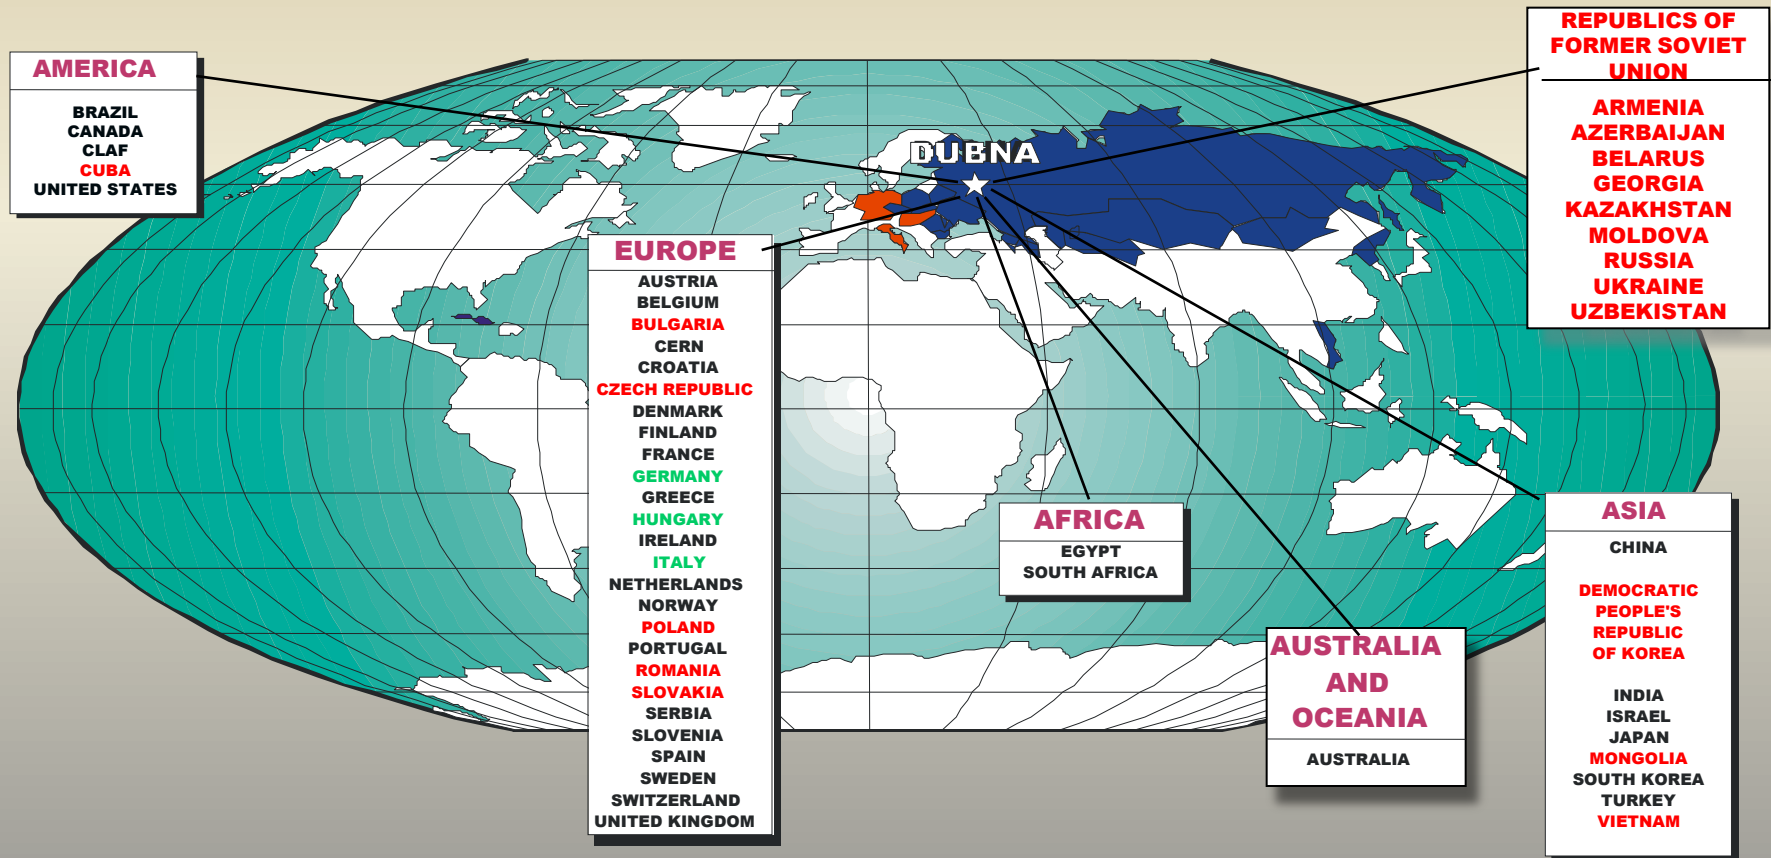 AMERICA
BRAZIL
CANADA
CLAF
CUBA
UNITED STATES
DUBNA
REPUBLICS OF
FORMER SOVIET
UNION
ARMENIA
AZERBAIJAN
BELARUS
GEORGIA
KAZAKHSTAN
MOLDOVA
RUSSIA
UKRAINE
UZBEKISTAN
EUROPE
AUSTRIA
BELGIUM
BULGARIA
CERN
CROATIA
CZECH REPUBLIC
DENMARK
FINLAND
FRANCE
GERMANY
GREECE
HUNGARY
IRELAND
ITALY
NETHERLANDS
NORWAY
POLAND
PORTUGAL
ROMANIA
SLOVAKIA
SERBIA
SLOVENIA
SPAIN
SWEDEN
SWITZERLAND
UNITED KINGDOM
AFRICA
EGYPT
SOUTH AFRICA
AUSTRALIA
AND
OCEANIA
AUSTRALIA
ASIA
CHINA
DEMOCRATIC
PEOPLE'S
REPUBLIC
OF KOREA
INDIA
ISRAEL
JAPAN
MONGOLIA
SOUTH KOREA
TURKEY
VIETNAM